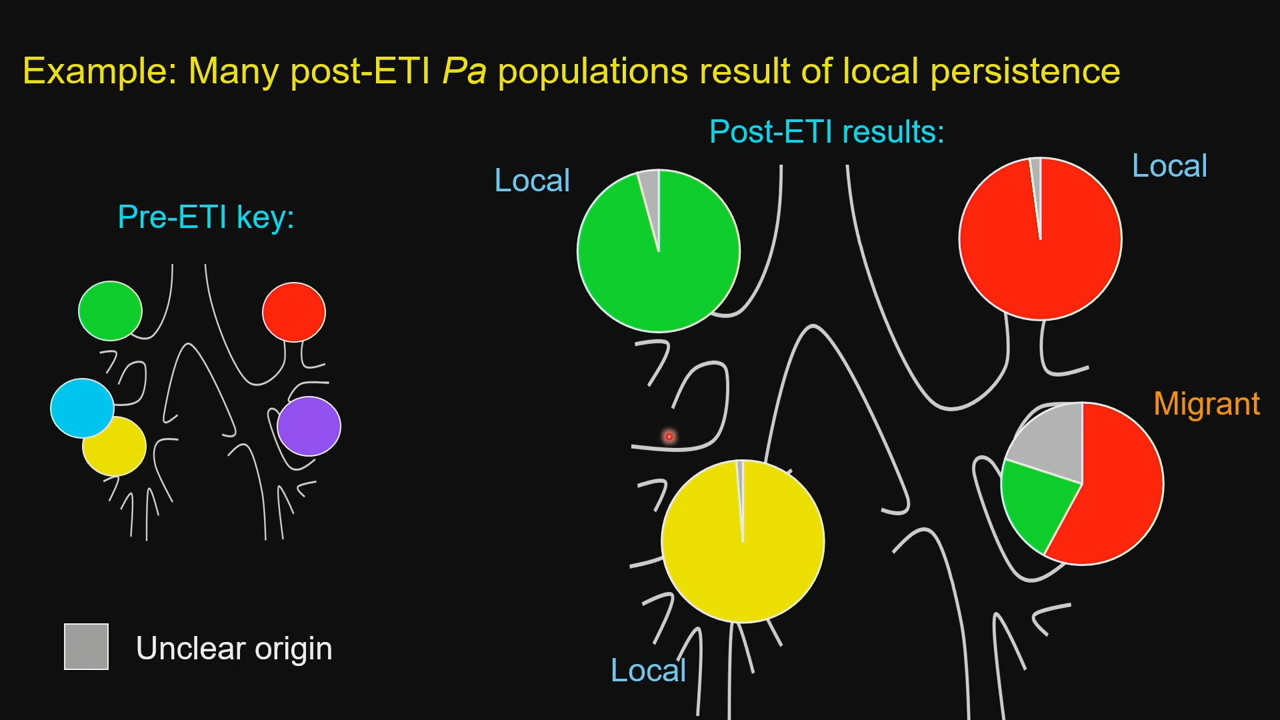 Example: Many post-ETI Pa populations result of local persistence
Post-ETI results:
Local
Local
Pre-ETI key:
Migrant
Unclear origin
Local